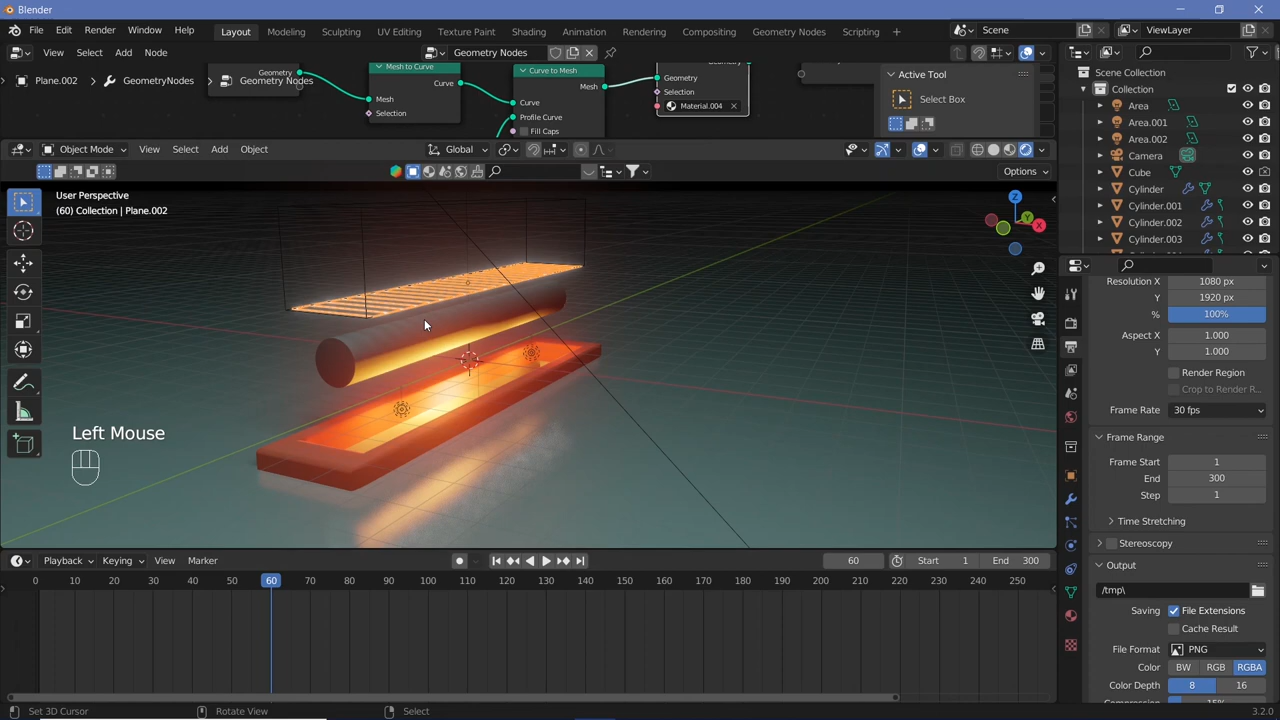 Blender
File Edit Render Window Help Layout Modeling Sculpting UV Editing Texture Paint Shading Animation Rendering Compositing Geometry Nodes Scripting Scene ViewLayer
View Select Add Node Geometry Nodes
Plane.002 GeometryNodes Geometry Nodes
Geometry
Mesh to Curve
Curve
Mesh
Selection
Curve to Mesh
Mesh
Curve
Profile Curve
Fill Caps
Geometry
Selection
Material.004
Active Tool
Select Box
Scene Collection
Collection
Area
Area.001
Area.002
Camera
Cube
Cylinder
Cylinder.001
Cylinder.002
Cylinder.003
Object Mode View Select Add Object Global
Options
User Perspective
(60) Collection | Plane.002
Z
Y
X
Left Mouse
Resolution X 1080 px
Y 1920 px
% 100%
Aspect X 1.000
Y 1.000
Render Region
Crop to Render R...
Frame Rate 30 fps
Frame Range
Frame Start 1
End 300
Step 1
Time Stretching
Stereoscopy
Output
/tmp\
Saving File Extensions
Cache Result
File Format PNG
Color BW RGB RGBA
Color Depth 8 16
Compression 15%
Playback Keying View Marker 60 Start 1 End 300
0 10 20 30 40 50 60 70 80 90 100 110 120 130 140 150 160 170 180 190 200 210 220 230 240 250
Set 3D Cursor Rotate View Select 3.2.0